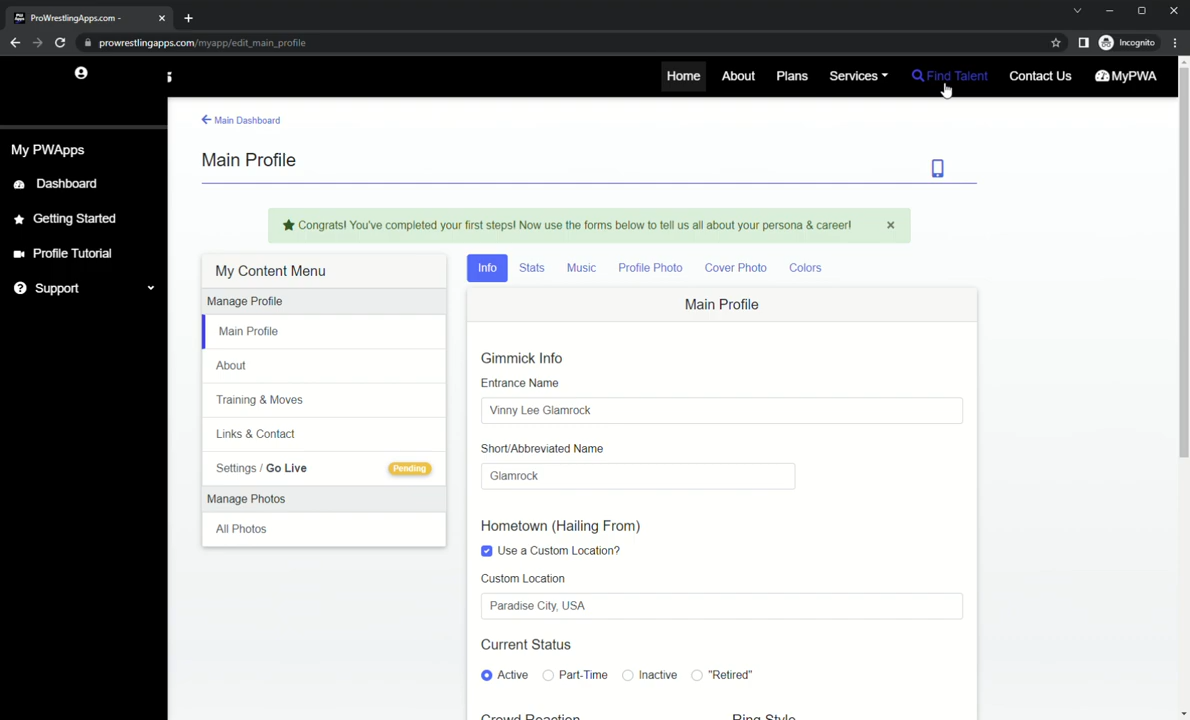 ProWrestlingApps.com -
prowrestlingapps.com/myapp/edit_main_profile
Incognito
Home About Plans Services Find Talent Contact Us MyPWA
My PWApps
Dashboard
Getting Started
Profile Tutorial
Support
Main Dashboard
Main Profile
Congrats! You've completed your first steps! Now use the forms below to tell us all about your persona & career! ×
My Content Menu
Manage Profile
Main Profile
About
Training & Moves
Links & Contact
Settings / Go Live Pending
Manage Photos
All Photos
Info Stats Music Profile Photo Cover Photo Colors
Main Profile
Gimmick Info
Entrance Name
Vinny Lee Glamrock
Short/Abbreviated Name
Glamrock
Hometown (Hailing From)
Use a Custom Location?
Custom Location
Paradise City, USA
Current Status
Active Part-Time Inactive "Retired"
Crowd Reaction Ring Style